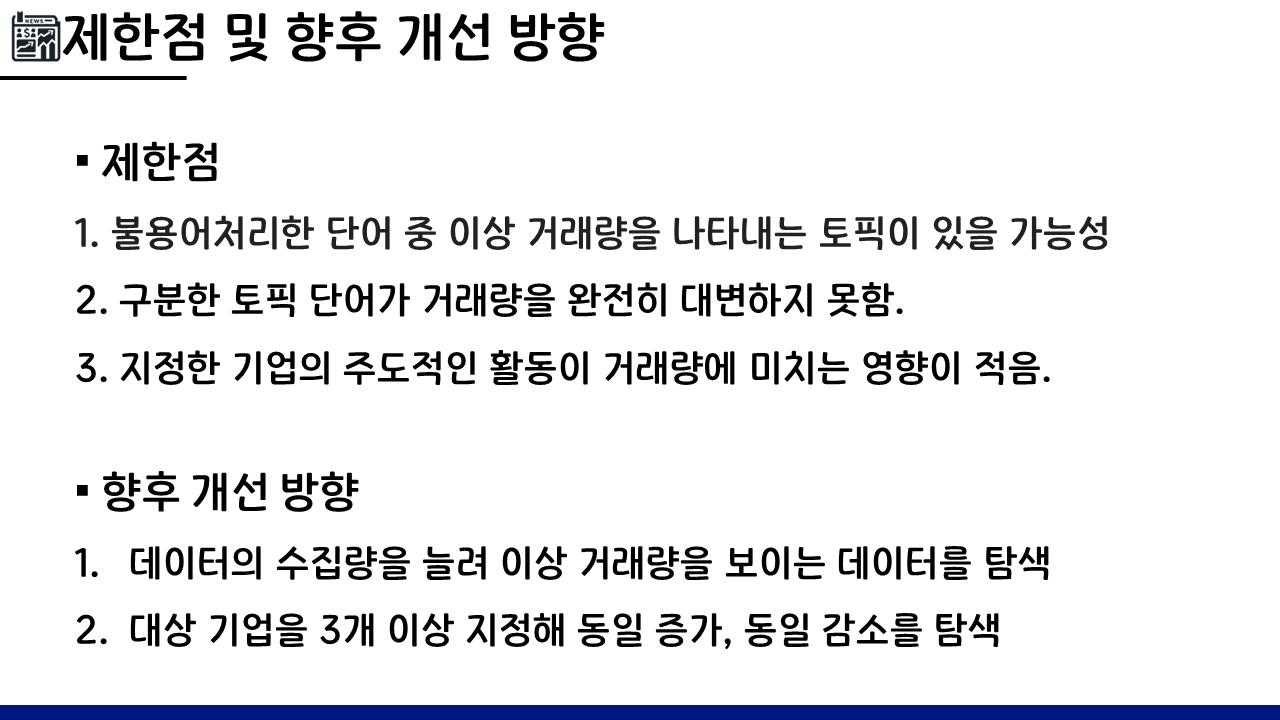 NEWS
제한점 및 향후 개선 방향
▪ 제한점
1. 불용어처리한 단어 중 이상 거래량을 나타내는 토픽이 있을 가능성
2. 구분한 토픽 단어가 거래량을 완전히 대변하지 못함.
3. 지정한 기업의 주도적인 활동이 거래량에 미치는 영향이 적음.
▪ 향후 개선 방향
1. 데이터의 수집량을 늘려 이상 거래량을 보이는 데이터를 탐색
2. 대상 기업을 3개 이상 지정해 동일 증가, 동일 감소를 탐색